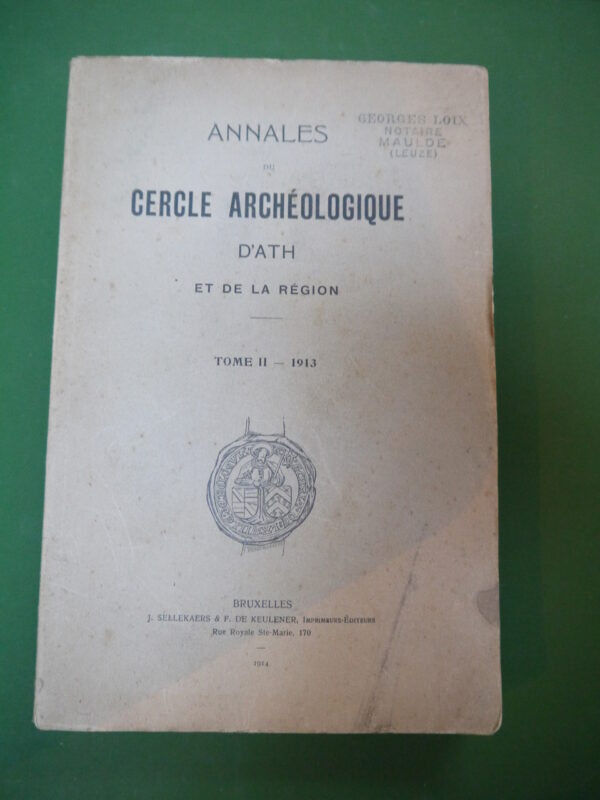 GEORGES LOIX
NOTAIRE
MAULDE
(LEUZE)
ANNALES
DU
CERCLE ARCHÉOLOGIQUE
D'ATH
ET DE LA RÉGION
TOME II — 1913
BRUXELLES
J. SELLEKAERS & F. DE KEULENER, IMPRIMEURS-ÉDITEURS
Rue Royale Ste-Marie, 170
1914